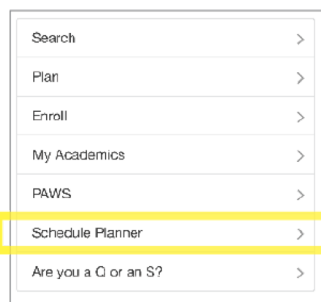 Search
Plan
Enroll
My Academics
PAWS
Schedule Planner
Are you a Q or an S?